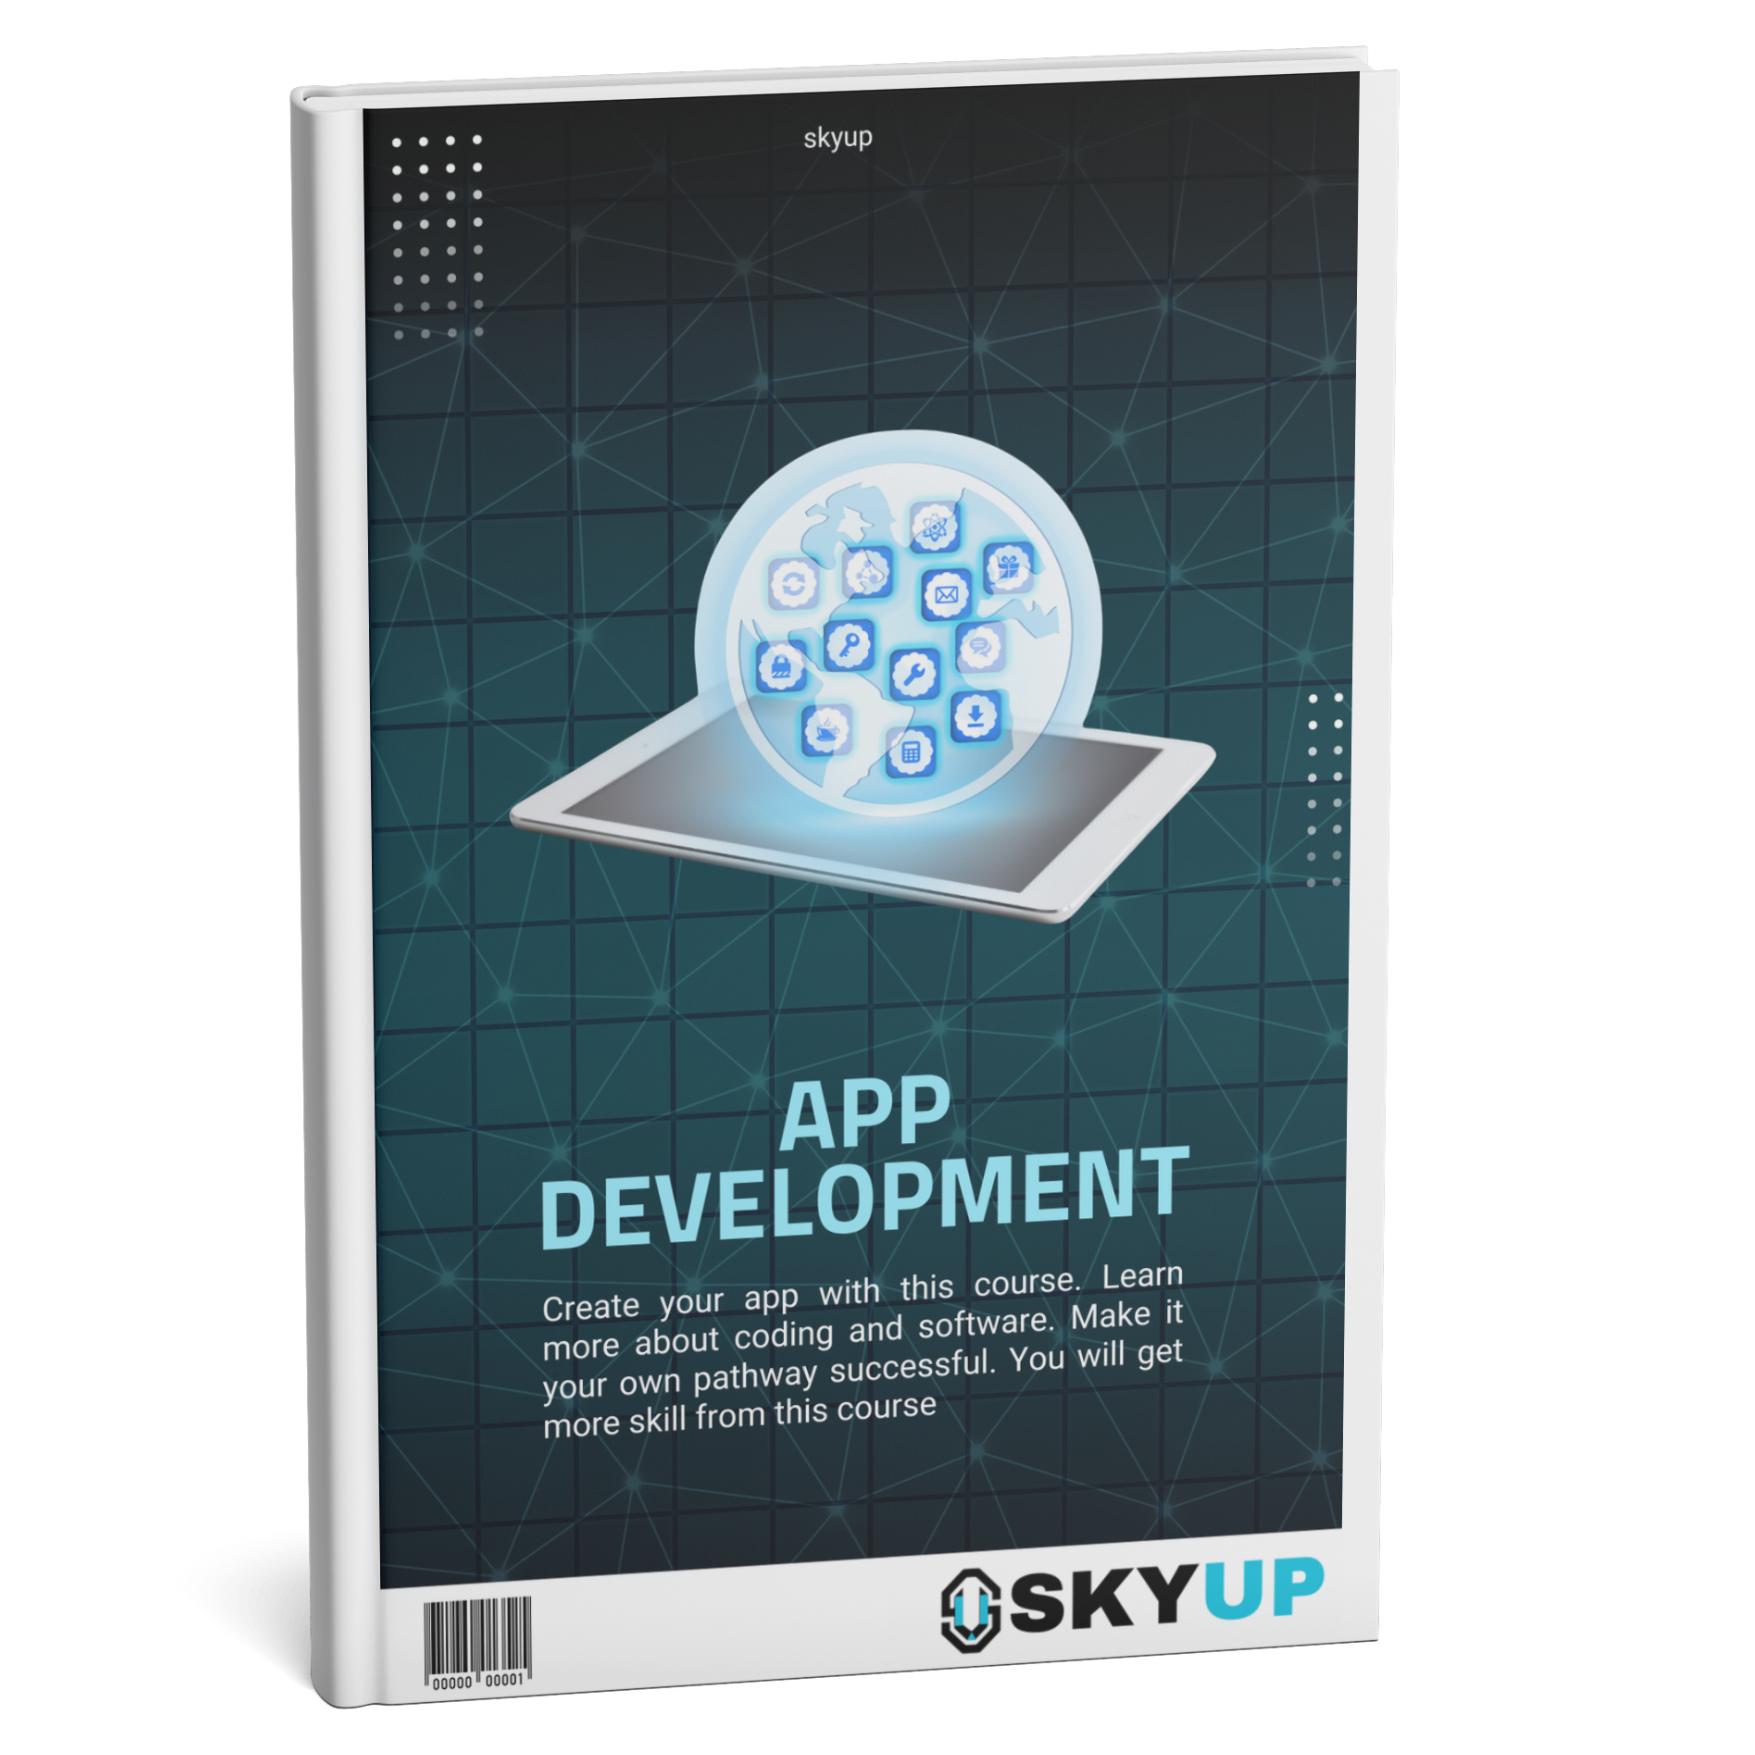 skyup
APP
DEVELOPMENT
Create your app with this course. Learn
more about coding and software. Make it
your own pathway successful. You will get
more skill from this course
SKYUP
00000 00001